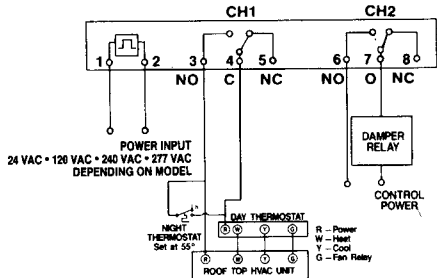 CH1 CH2
1 2 3 4 5 6 7 8
NO C NC NO O NC
POWER INPUT
24 VAC • 120 VAC • 240 VAC • 277 VAC
DEPENDING ON MODEL
DAMPER
RELAY
CONTROL
POWER
NIGHT
THERMOSTAT
Set at 55°
DAY THERMOSTAT
R W Y G
R W Y G
ROOF TOP HVAC UNIT
R – Power
W – Heat
Y – Cool
G – Fan Relay